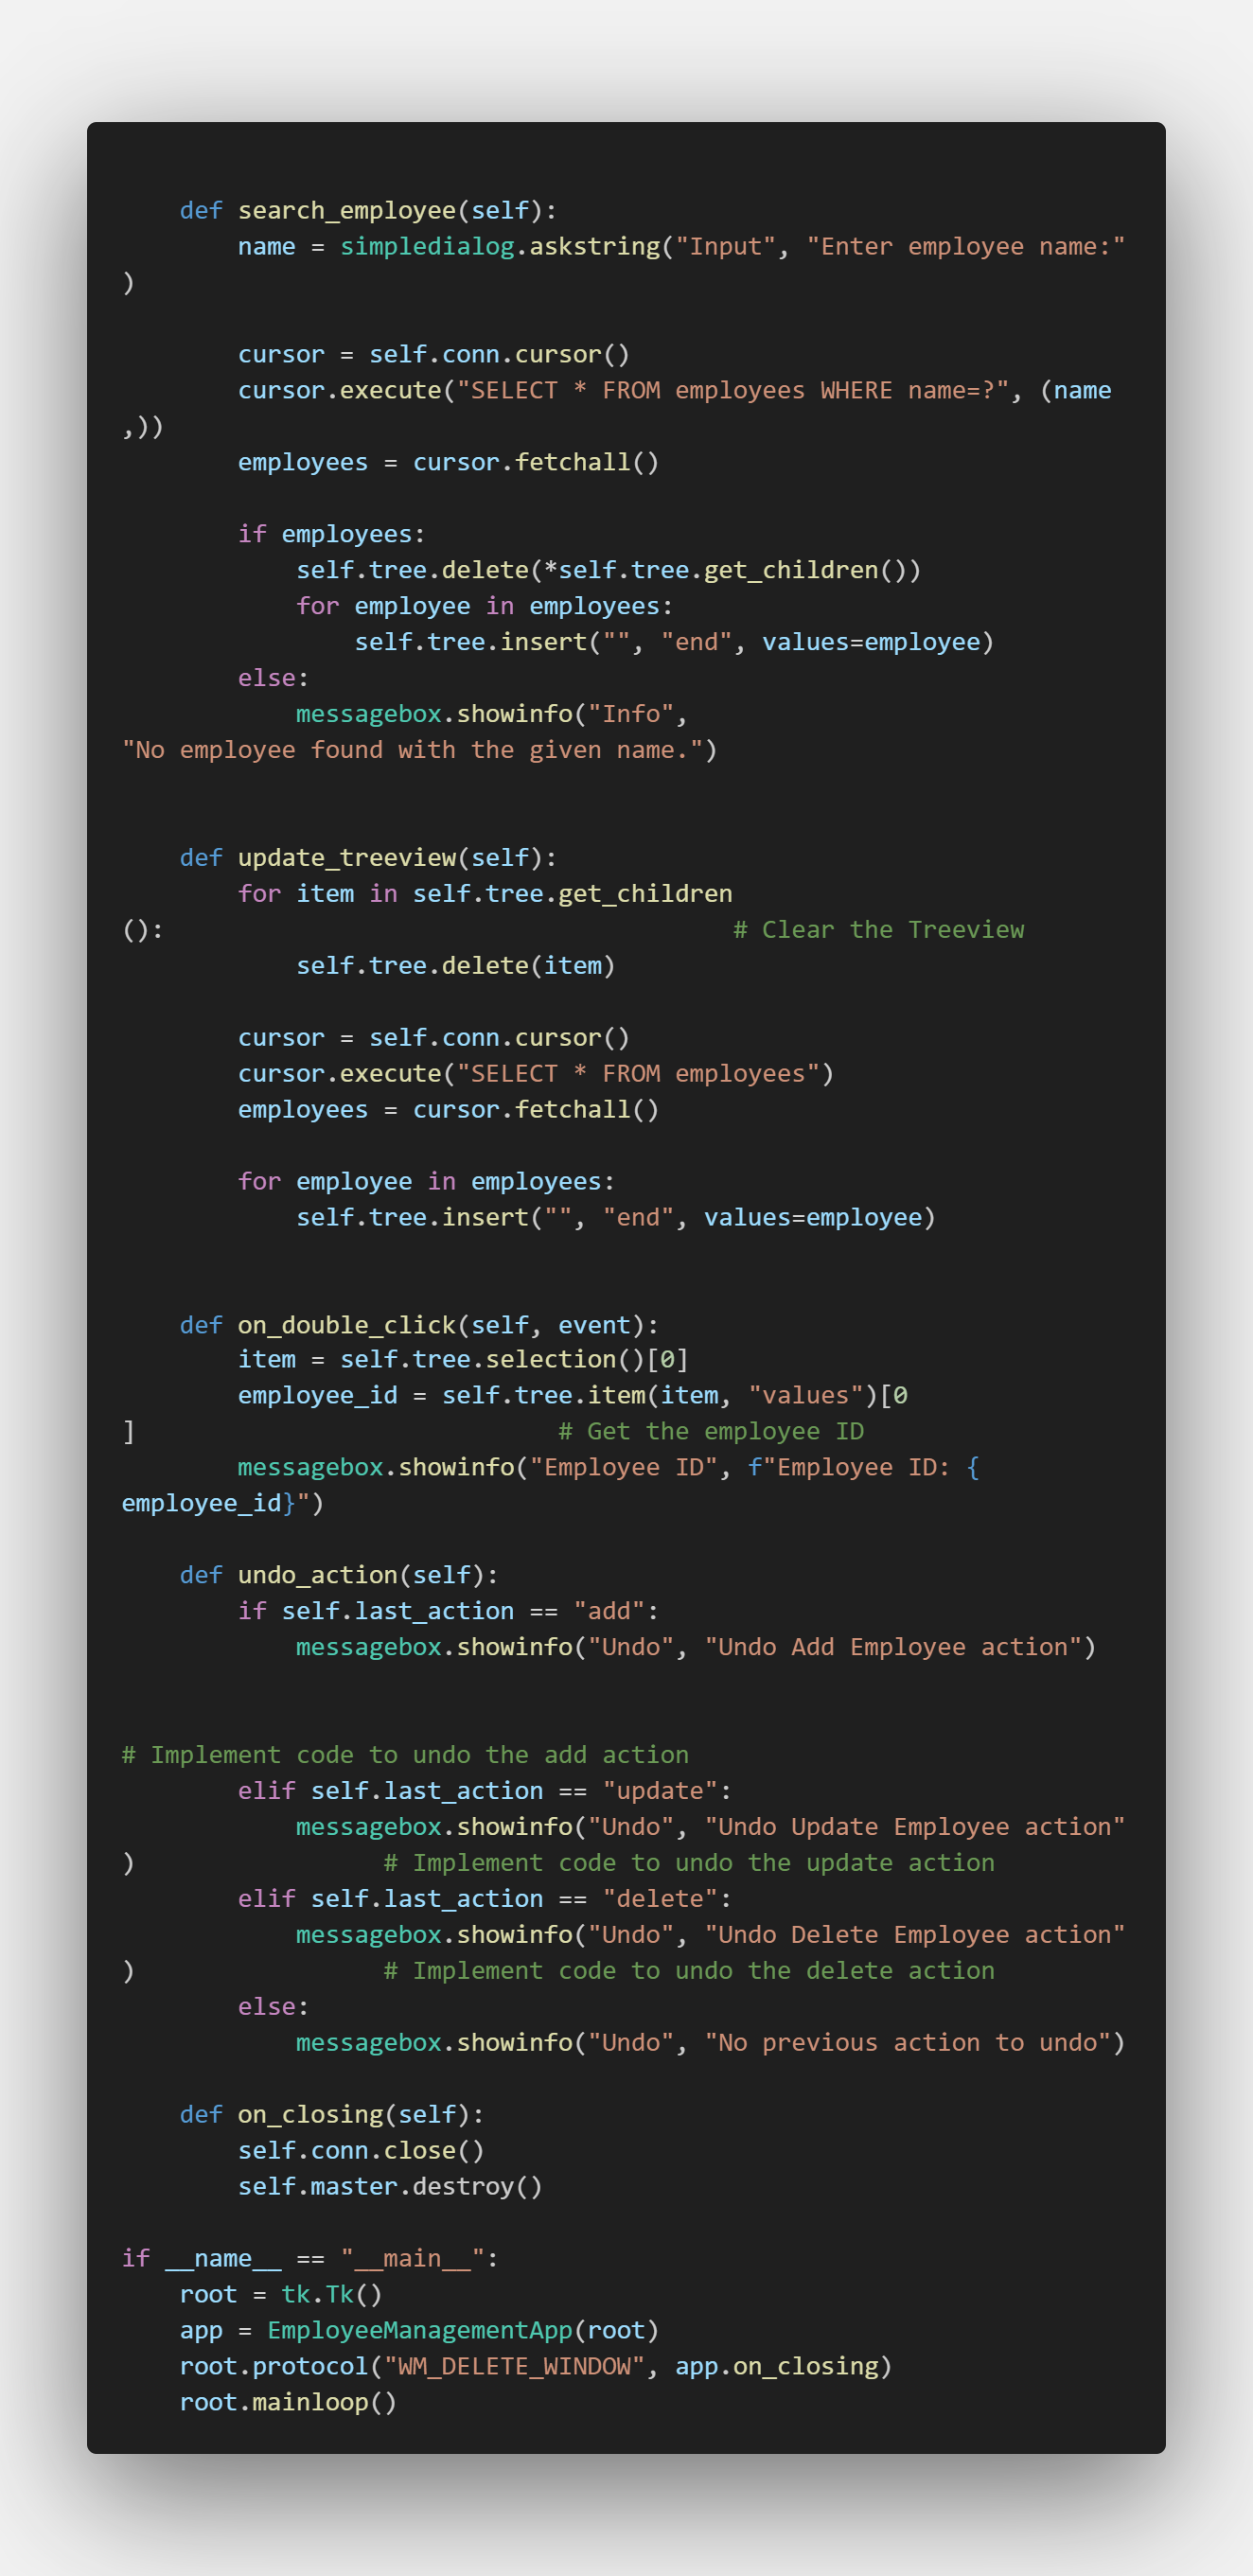 def search_employee(self):
        name = simpledialog.askstring("Input", "Enter employee name:"
)

        cursor = self.conn.cursor()
        cursor.execute("SELECT * FROM employees WHERE name=?", (name
,))
        employees = cursor.fetchall()

        if employees:
            self.tree.delete(*self.tree.get_children())
            for employee in employees:
                self.tree.insert("", "end", values=employee)
        else:
            messagebox.showinfo("Info",
"No employee found with the given name.")


    def update_treeview(self):
        for item in self.tree.get_children
():                                       # Clear the Treeview
            self.tree.delete(item)

        cursor = self.conn.cursor()
        cursor.execute("SELECT * FROM employees")
        employees = cursor.fetchall()

        for employee in employees:
            self.tree.insert("", "end", values=employee)


    def on_double_click(self, event):
        item = self.tree.selection()[0]
        employee_id = self.tree.item(item, "values")[0
]                             # Get the employee ID
        messagebox.showinfo("Employee ID", f"Employee ID: {
employee_id}")

    def undo_action(self):
        if self.last_action == "add":
            messagebox.showinfo("Undo", "Undo Add Employee action")


# Implement code to undo the add action
        elif self.last_action == "update":
            messagebox.showinfo("Undo", "Undo Update Employee action"
)                 # Implement code to undo the update action
        elif self.last_action == "delete":
            messagebox.showinfo("Undo", "Undo Delete Employee action"
)                 # Implement code to undo the delete action
        else:
            messagebox.showinfo("Undo", "No previous action to undo")

    def on_closing(self):
        self.conn.close()
        self.master.destroy()

if __name__ == "__main__":
    root = tk.Tk()
    app = EmployeeManagementApp(root)
    root.protocol("WM_DELETE_WINDOW", app.on_closing)
    root.mainloop()